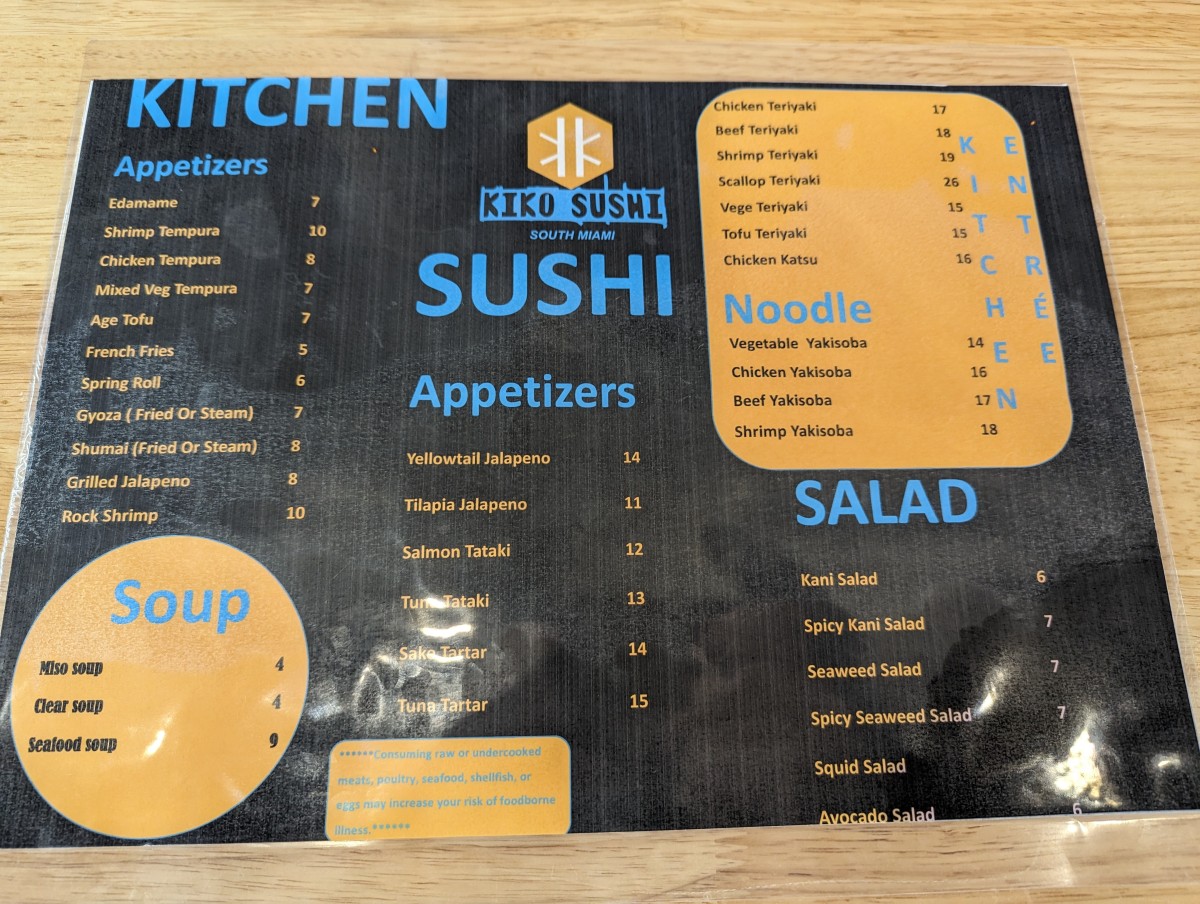 KITCHEN
Appetizers
Edamame 7
Shrimp Tempura 10
Chicken Tempura 8
Mixed Veg Tempura 7
Age Tofu 7
French Fries 5
Spring Roll 6
Gyoza ( Fried Or Steam) 7
Shumai (Fried Or Steam) 8
Grilled Jalapeno 8
Rock Shrimp 10
Soup
Miso soup 4
Clear soup 4
Seafood soup 9
KIKO SUSHI
SOUTH MIAMI
SUSHI
Appetizers
Yellowtail Jalapeno 14
Tilapia Jalapeno 11
Salmon Tataki 12
Tuna Tataki 13
Sake Tartar 14
Tuna Tartar 15
******Consuming raw or undercooked
meats, poultry, seafood, shellfish, or
eggs may increase your risk of foodborne
illness.******
Chicken Teriyaki 17
Beef Teriyaki 18
Shrimp Teriyaki 19
Scallop Teriyaki 26
Vege Teriyaki 15
Tofu Teriyaki 15
Chicken Katsu 16
KITCHEN
ENTRÉE
Noodle
Vegetable Yakisoba 14
Chicken Yakisoba 16
Beef Yakisoba 17
Shrimp Yakisoba 18
SALAD
Kani Salad 6
Spicy Kani Salad 7
Seaweed Salad 7
Spicy Seaweed Salad 7
Squid Salad
Avocado Salad 6